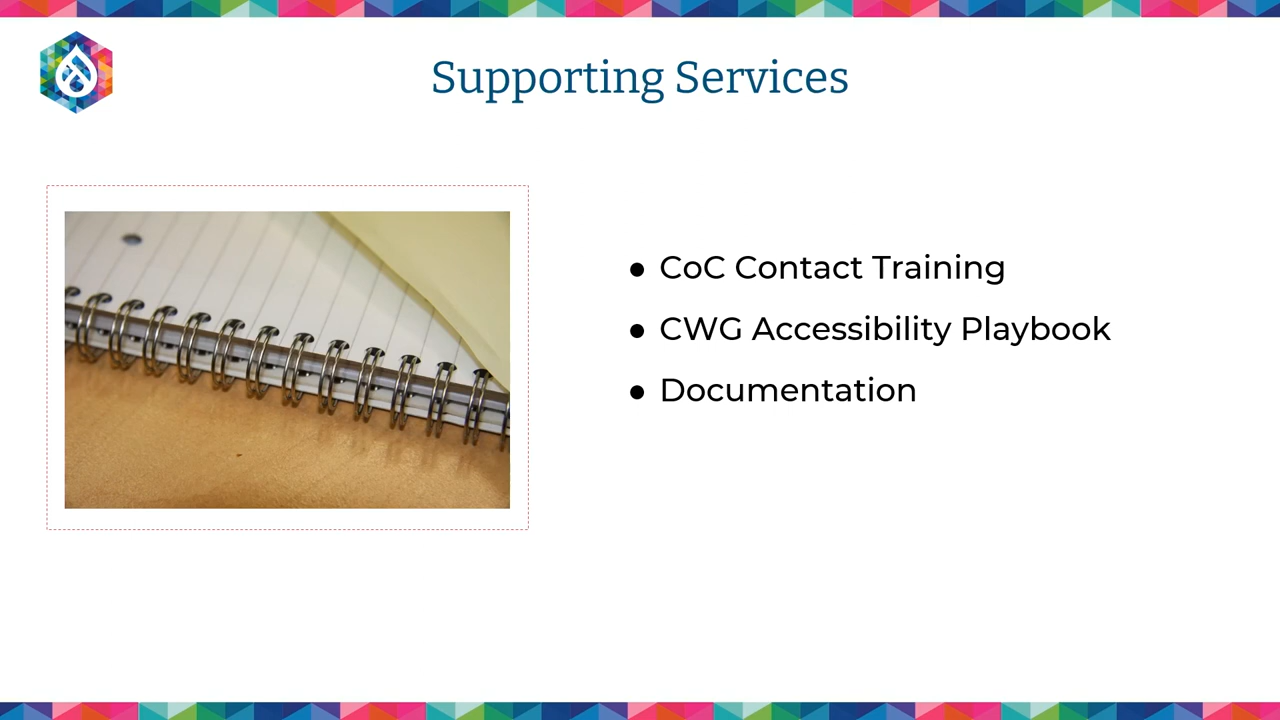 Supporting Services
● CoC Contact Training
● CWG Accessibility Playbook
● Documentation